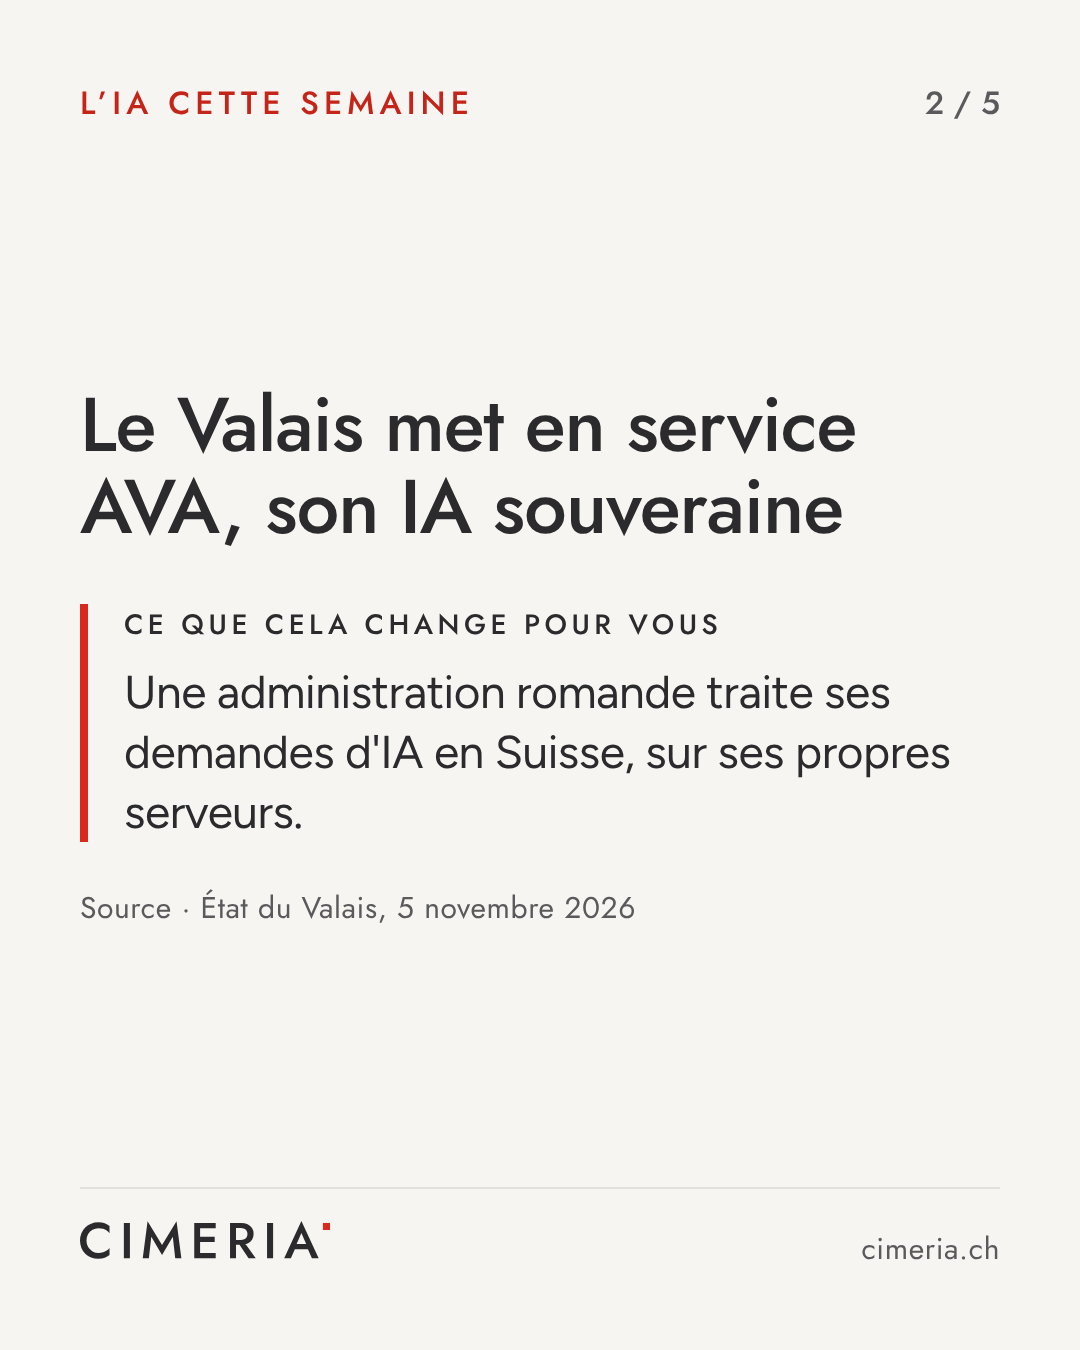 L’IA CETTE SEMAINE
2 / 5
Le Valais met en service
AVA, son IA souveraine
CE QUE CELA CHANGE POUR VOUS
Une administration romande traite ses
demandes d'IA en Suisse, sur ses propres
serveurs.
Source · État du Valais, 5 novembre 2026
CIMERIA
cimeria.ch